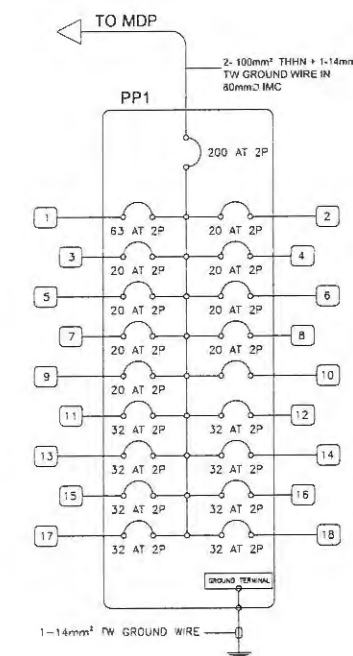 TO MDP
2- 100mm² THHN + 1-14mm
TW GROUND WIRE IN
80mmØ IMC
PP1
200 AT 2P
1
2
63 AT 2P
20 AT 2P
3
4
20 AT 2P
20 AT 2P
5
6
20 AT 2P
20 AT 2P
7
8
20 AT 2P
20 AT 2P
9
10
20 AT 2P
11
12
32 AT 2P
32 AT 2P
13
14
32 AT 2P
32 AT 2P
15
16
32 AT 2P
32 AT 2P
17
18
32 AT 2P
32 AT 2P
GROUND TERMINAL
1-14mm² TW GROUND WIRE